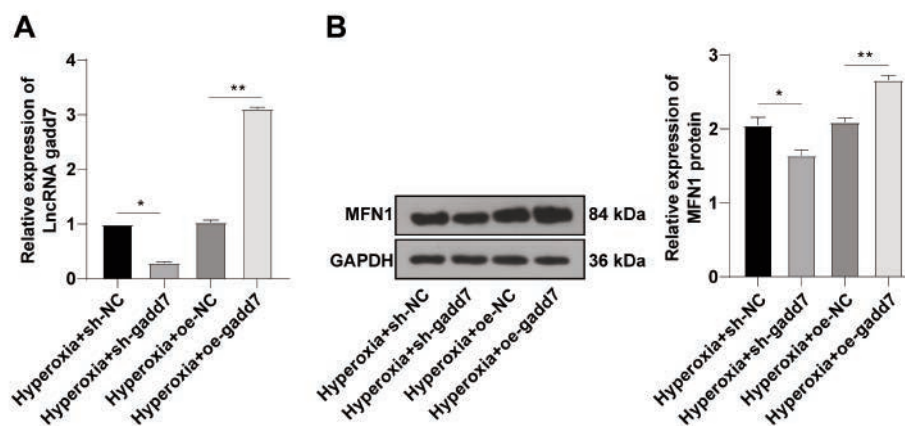 A
Relative expression of
LncRNA gadd7
4
3
2
1
0
*
**
Hyperoxia+sh-NC
Hyperoxia+sh-gadd7
Hyperoxia+oe-NC
Hyperoxia+oe-gadd7
B
MFN1
84 kDa
GAPDH
36 kDa
Hyperoxia+sh-NC
Hyperoxia+sh-gadd7
Hyperoxia+oe-NC
Hyperoxia+oe-gadd7
Relative expression of
MFN1 protein
3
2
1
0
*
**
Hyperoxia+sh-NC
Hyperoxia+sh-gadd7
Hyperoxia+oe-NC
Hyperoxia+oe-gadd7